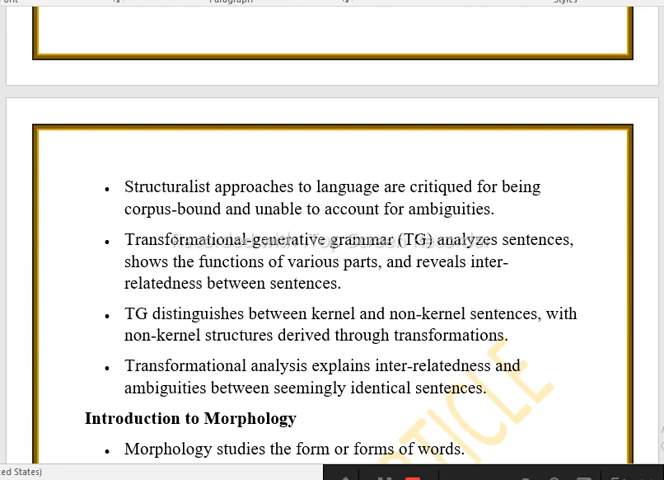 Paragraph
Styles
Structuralist approaches to language are critiqued for being
corpus-bound and unable to account for ambiguities.
Transformational-generative grammar (TG) analyzes sentences,
shows the functions of various parts, and reveals inter-
relatedness between sentences.
TG distinguishes between kernel and non-kernel sentences, with
non-kernel structures derived through transformations.
Transformational analysis explains inter-relatedness and
ambiguities between seemingly identical sentences.
Introduction to Morphology
Morphology studies the form or forms of words.